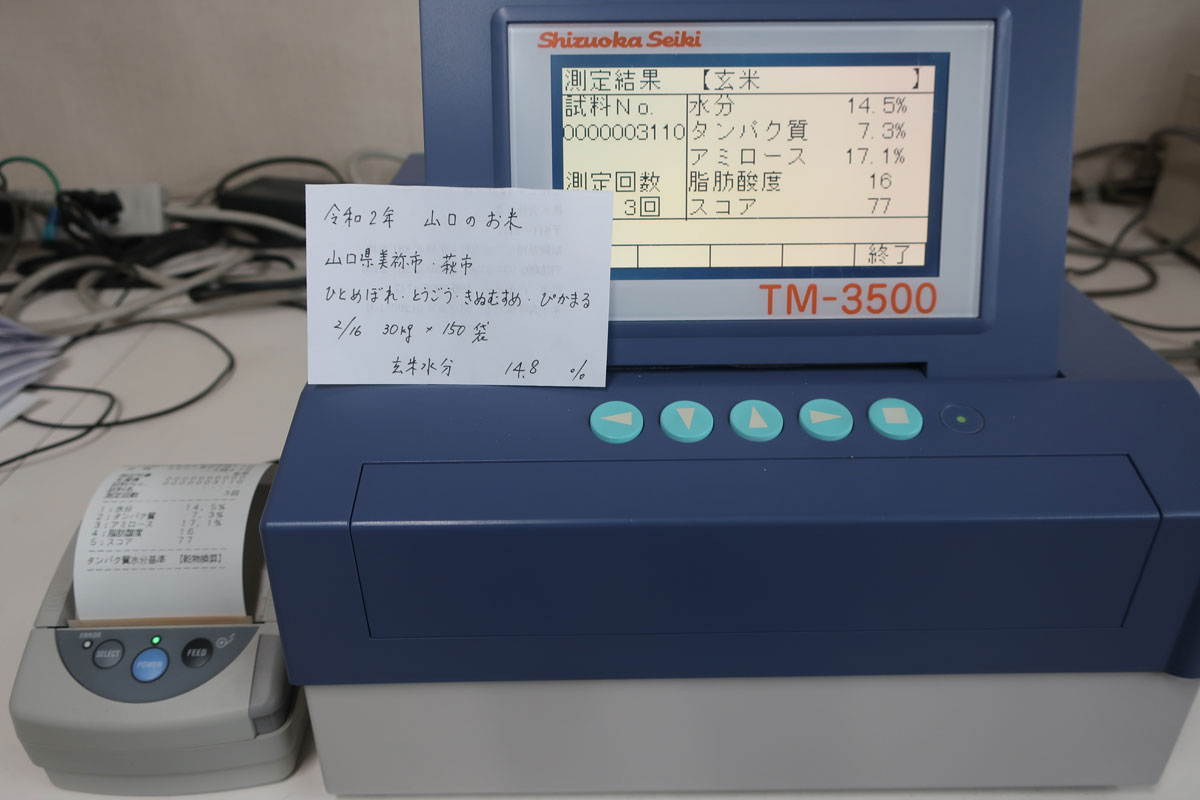 Shizuoka Seiki
測定結果 【玄米 】
試料No. 水分 14.5%
0000003110 タンパク質 7.3%
アミロース 17.1%
測定回数 脂肪酸度 16
3回 スコア 77
終了
TM-3500
令和2年 山口のお米
山口県美祢市・萩市
ひとめぼれ・とうごう・きぬむすめ・ぴかまる
2/16 30kg × 150袋
玄米水分 14.8 %
測定回数 3回
1:水分 14.5%
2:タンパク質 7.3%
3:アミロース 17.1%
4:脂肪酸度 16
5:スコア 77
タンパク質水分基準 [乾物換算]
ERROR
SELECT
POWER
FEED